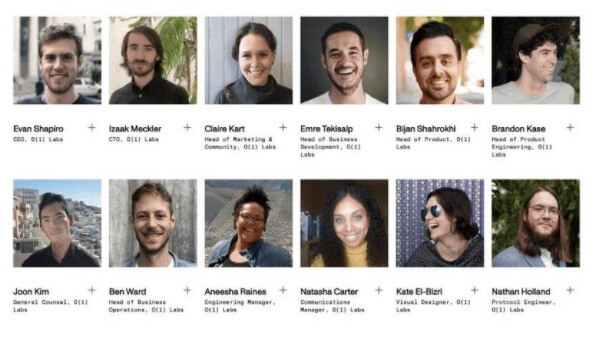 Evan Shapiro +
CEO, O(1) Labs
Izaak Meckler +
CTO, O(1) Labs
Claire Kart +
Head of Marketing &
Community, O(1) Labs
Emre Tekisalp +
Head of Business
Development, O(1)
Labs
Bijan Shahrokhi +
Head of Product, O(1)
Labs
Brandon Kase +
Head of Product
Engineering, O(1)
Labs
Joon Kim +
General Counsel, O(1)
Labs
Ben Ward +
Head of Business
Operations, O(1) Labs
Aneesha Raines +
Engineering Manager,
O(1) Labs
Natasha Carter +
Communications
Manager, O(1) Labs
Kate El-Bizri +
Visual Designer, O(1)
Labs
Nathan Holland +
Protocol Engineer,
O(1) Labs